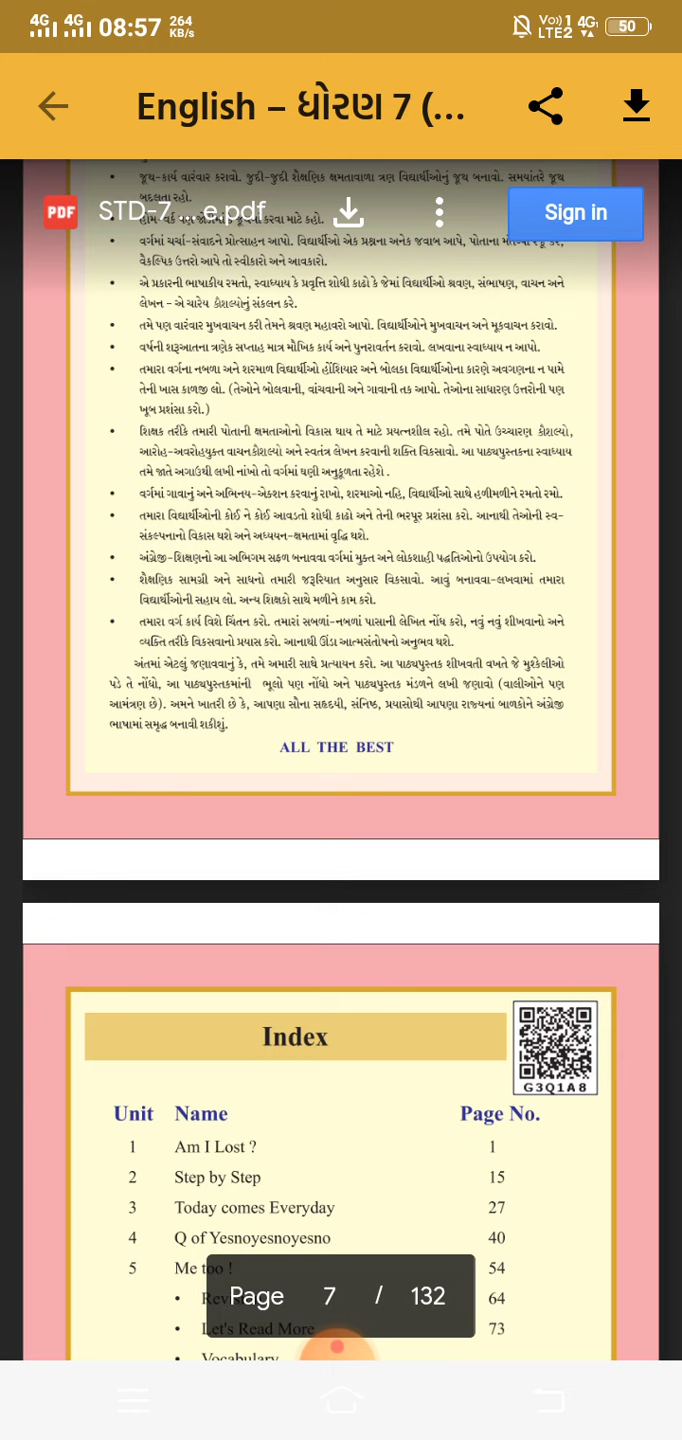 4G 4G 08:57 264 KB/s Vo) 1 LTE2 4G 50
English – ધોરણ 7 (...
• જૂથ-કાર્ય વારંવાર કરાવો. જુદી-જુદી શૈક્ષણિક ક્ષમતાવાળા ત્રણ વિદ્યાર્થીઓનું જૂથ બનાવો. સમયાંતરે જૂથ
બદલતા રહો.
PDF STD-7.... e.pdf Sign in
કરવા માટે કહો.
• વર્ગમાં ચર્ચા-સંવાદને પ્રોત્સાહન આપો. વિદ્યાર્થીઓ એક પ્રશ્નના અનેક જવાબ આપે, પોતાના
વૈકલ્પિક ઉત્તરો આપે તો સ્વીકારો અને આવકારો.
• એ પ્રકારની ભાષાકીય રમતો, સ્વાધ્યાય કે પ્રવૃત્તિ શોધી કાઢો કે જેમાં વિદ્યાર્થીઓ શ્રવણ, સંભાષણ, વાચન અને
લેખન – એ ચારેય કૌશલ્યોનું સંકલન કરે.
• તમે પણ વારંવાર મુખવાચન કરી તેમને શ્રવણ મહાવરો આપો. વિદ્યાર્થીઓને મુખવાચન અને મૂકવાચન કરાવો.
• વર્ષની શરૂઆતના ત્રણેક સપ્તાહ માત્ર મૌખિક કાર્ય અને પુનરાવર્તન કરાવો. લખવાના સ્વાધ્યાય ન આપો.
• તમારા વર્ગના નબળા અને શરમાળ વિદ્યાર્થીઓ હોંશિયાર અને બોલકા વિદ્યાર્થીઓના કારણે અવગણના ન પામે
તેની ખાસ કાળજી લો. (તેઓને બોલવાની, વાંચવાની અને ગાવાની તક આપો. તેઓના સાધારણ ઉત્તરોની પણ
ખૂબ પ્રશંસા કરો.)
• શિક્ષક તરીકે તમારી પોતાની ક્ષમતાઓનો વિકાસ થાય તે માટે પ્રયત્નશીલ રહો. તમે પોતે ઉચ્ચારણ કૌશલ્યો,
આરોહ-અવરોહયુક્ત વાચનકૌશલ્યો અને સ્વતંત્ર લેખન કરવાની શક્તિ વિકસાવો. આ પાઠ્યપુસ્તકના સ્વાધ્યાય
તમે જાતે અગાઉથી લખી નાંખો તો વર્ગમાં ઘણી અનુકૂળતા રહેશે.
• વર્ગમાં ગાવાનું અને અભિનય-એક્શન કરવાનું રાખો, શરમાઓ નહિ, વિદ્યાર્થીઓ સાથે હળીમળીને રમતો રમો.
• તમારા વિદ્યાર્થીઓની કોઈ ને કોઈ આવડતો શોધી કાઢો અને તેની ભરપૂર પ્રશંસા કરો. આનાથી તેઓની સ્વ-
સંકલ્પનાનો વિકાસ થશે અને અધ્યયન-ક્ષમતામાં વૃદ્ધિ થશે.
• અંગ્રેજી-શિક્ષણનો આ અભિગમ સફળ બનાવવા વર્ગમાં મુક્ત અને લોકશાહી પદ્ધતિઓનો ઉપયોગ કરો.
• શૈક્ષણિક સામગ્રી અને સાધનો તમારી જરૂરિયાત અનુસાર વિકસાવો. આવું બનાવવા-લખવામાં તમારા
વિદ્યાર્થીઓની સહાય લો. અન્ય શિક્ષકો સાથે મળીને કામ કરો.
• તમારા વર્ગ કાર્ય વિશે ચિંતન કરો. તમારાં સબળાં-નબળાં પાસાની લેખિત નોંધ કરો, નવું નવું શીખવાનો અને
વ્યક્તિ તરીકે વિકસવાનો પ્રયાસ કરો. આનાથી ઊંડા આત્મસંતોષનો અનુભવ થશે.
અંતમાં એટલું જણાવવાનું કે, તમે અમારી સાથે પ્રત્યાયન કરો. આ પાઠ્યપુસ્તક શીખવતી વખતે જે મુશ્કેલીઓ
પડે તે નોંધો, આ પાઠ્યપુસ્તકમાંની ભૂલો પણ નોંધો અને પાઠ્યપુસ્તક મંડળને લખી જણાવો (વાલીઓને પણ
આમંત્રણ છે). અમને ખાતરી છે કે, આપણા સૌના સહૃદયી, સંનિષ્ઠ, પ્રયાસોથી આપણા રાજ્યનાં બાળકોને અંગ્રેજી
ભાષામાં સમૃદ્ધ બનાવી શકીશું.
ALL THE BEST
Index
G3Q1A8
Unit Name Page No.
1 Am I Lost ? 1
2 Step by Step 15
3 Today comes Everyday 27
4 Q of Yesnoyesnoyesno 40
5 Me too ! 54
• 64
Page 7 / 132
• Let's Read More 73
• Vocabulary